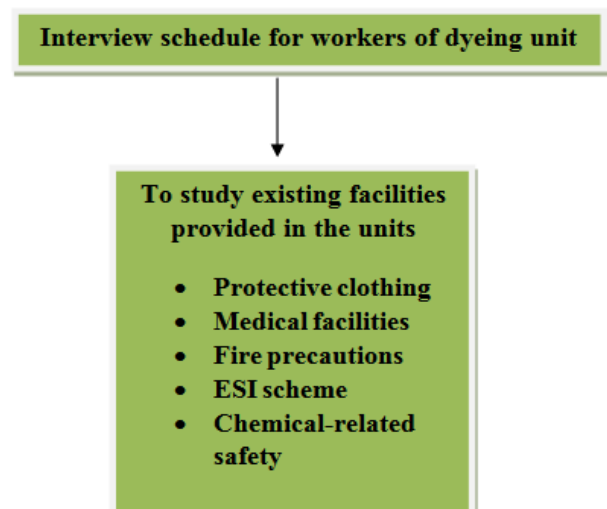 Interview schedule for workers of dyeing unit
To study existing facilities
provided in the units
• Protective clothing
• Medical facilities
• Fire precautions
• ESI scheme
• Chemical-related
safety